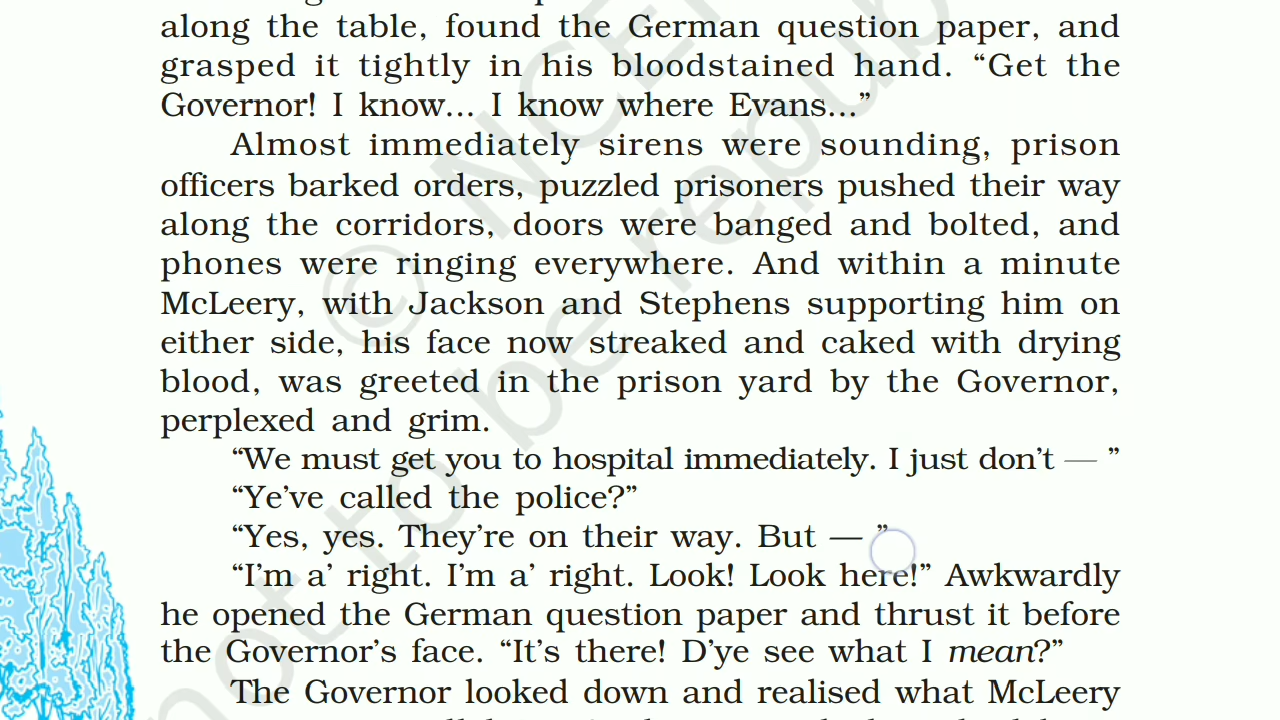 along the table, found the German question paper, and
grasped it tightly in his bloodstained hand. “Get the
Governor! I know... I know where Evans...”
Almost immediately sirens were sounding, prison
officers barked orders, puzzled prisoners pushed their way
along the corridors, doors were banged and bolted, and
phones were ringing everywhere. And within a minute
McLeery, with Jackson and Stephens supporting him on
either side, his face now streaked and caked with drying
blood, was greeted in the prison yard by the Governor,
perplexed and grim.
“We must get you to hospital immediately. I just don’t — ”
“Ye’ve called the police?”
“Yes, yes. They’re on their way. But — ”
“I’m a’ right. I’m a’ right. Look! Look here!” Awkwardly
he opened the German question paper and thrust it before
the Governor’s face. “It’s there! D’ye see what I mean?”
The Governor looked down and realised what McLeery
© NCE
not to be republ